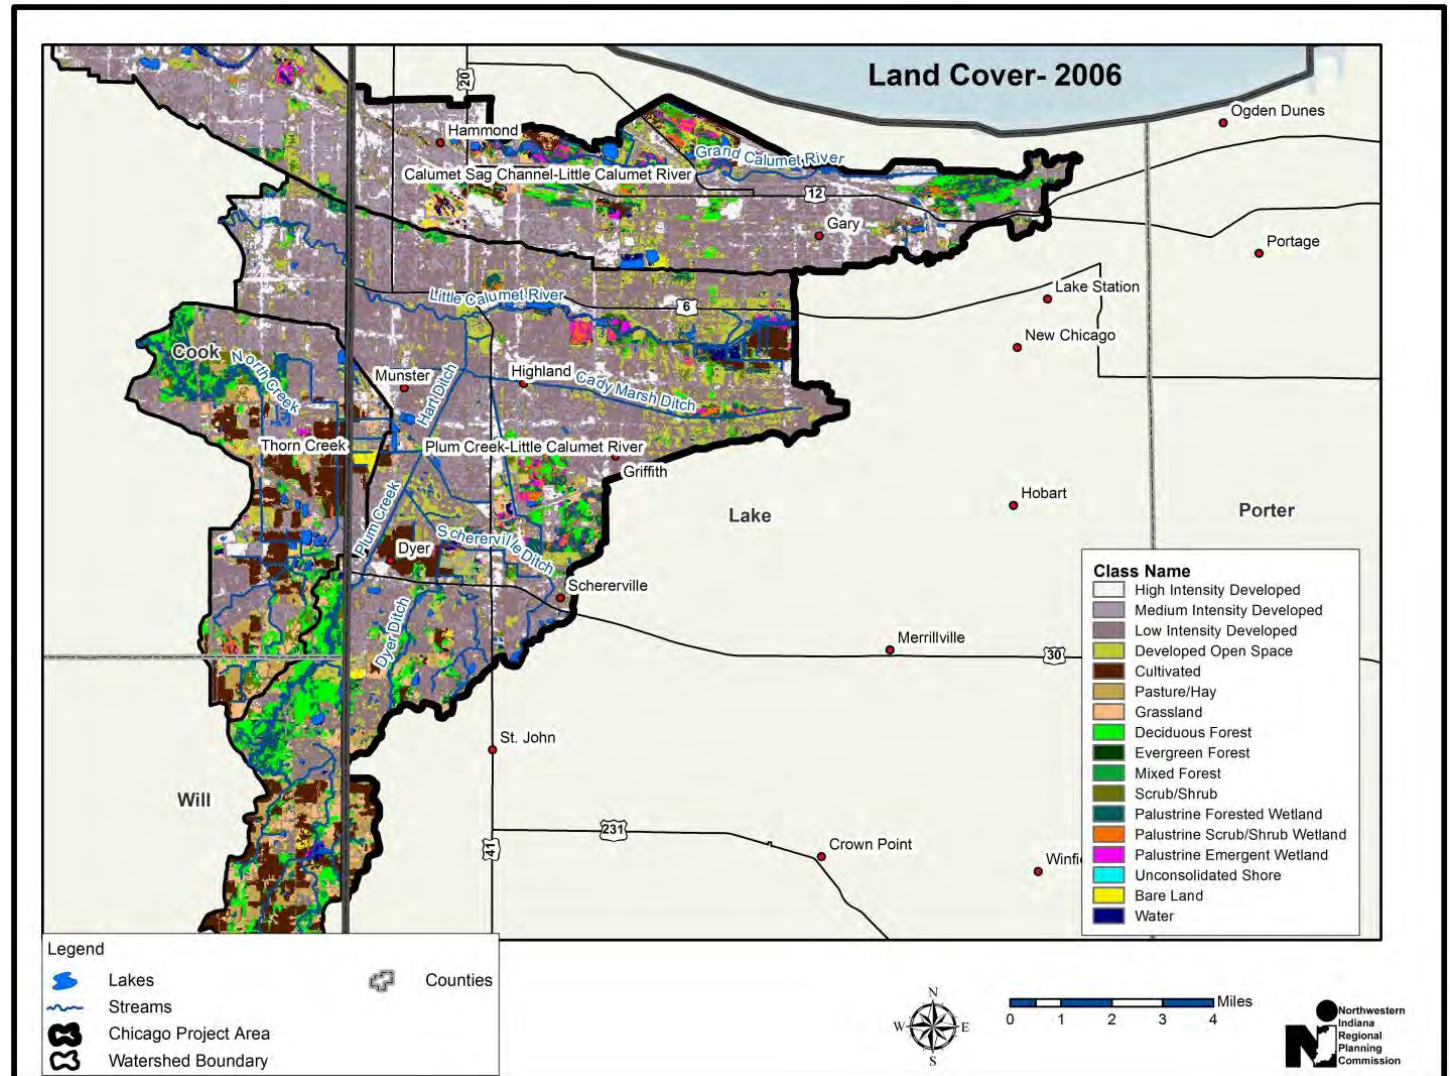 Land Cover- 2006
20
Ogden Dunes
Hammond
Grand Calumet River
Calumet Sag Channel-Little Calumet River
12
Gary
Portage
Lake Station
Little Calumet River
6
New Chicago
Cook
North Creek
Munster
Hart Ditch
Highland
Cady Marsh Ditch
Thorn Creek
Plum Creek-Little Calumet River
Griffith
Hobart
Plum Creek
Lake
Porter
Schererville Ditch
Dyer
Schererville
Dyer Ditch
Merrillville
30
St. John
Will
231
41
Crown Point
Winfi
Class Name
High Intensity Developed
Medium Intensity Developed
Low Intensity Developed
Developed Open Space
Cultivated
Pasture/Hay
Grassland
Deciduous Forest
Evergreen Forest
Mixed Forest
Scrub/Shrub
Palustrine Forested Wetland
Palustrine Scrub/Shrub Wetland
Palustrine Emergent Wetland
Unconsolidated Shore
Bare Land
Water
Legend
Lakes
Counties
Streams
Chicago Project Area
Watershed Boundary
N
W E
S
Miles
0 1 2 3 4
Northwestern
Indiana
Regional
Planning
Commission